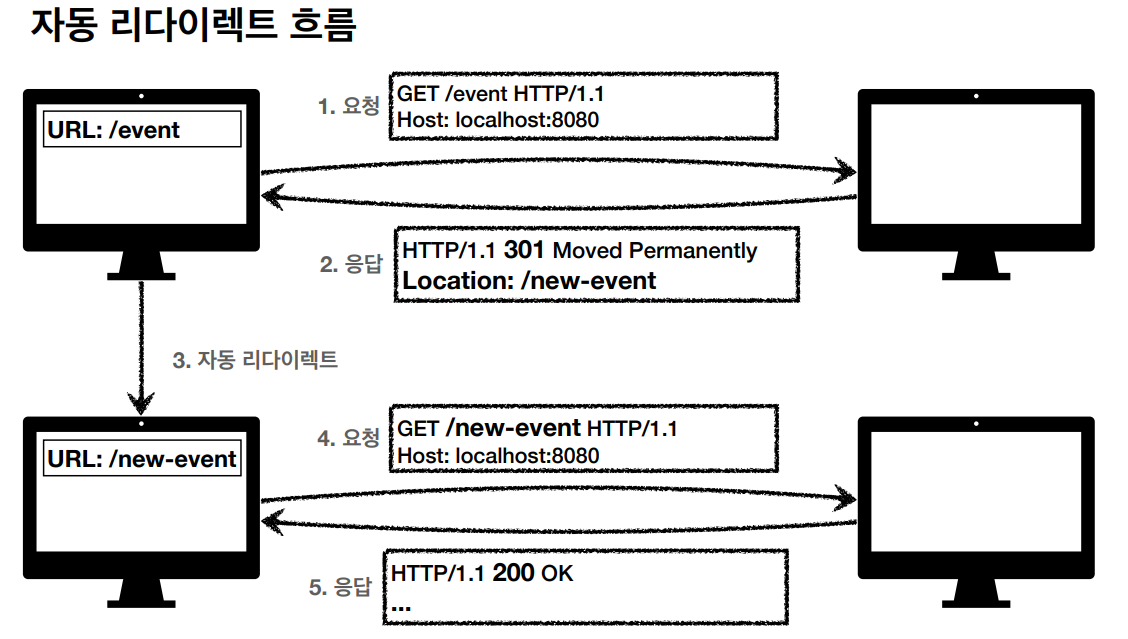 자동 리다이렉트 흐름
URL: /event
1. 요청
GET /event HTTP/1.1
Host: localhost:8080
2. 응답
HTTP/1.1 301 Moved Permanently
Location: /new-event
3. 자동 리다이렉트
URL: /new-event
4. 요청
GET /new-event HTTP/1.1
Host: localhost:8080
5. 응답
HTTP/1.1 200 OK
...